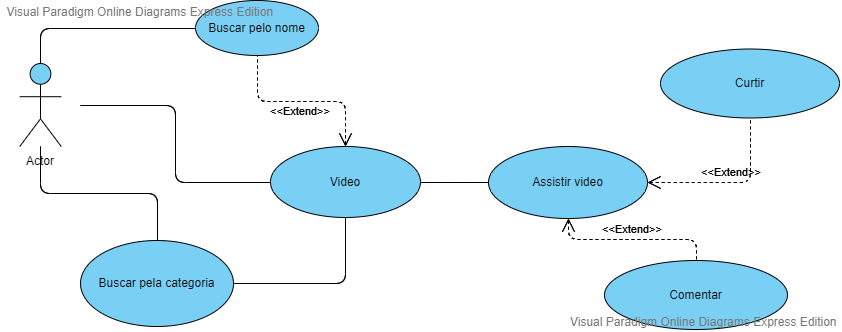 Visual Paradigm Online Diagrams Express Edition
Buscar pelo nome
<<Extend>>
Curtir
Actor
Video
Assistir video
<<Extend>>
<<Extend>>
Buscar pela categoria
Comentar
Visual Paradigm Online Diagrams Express Edition